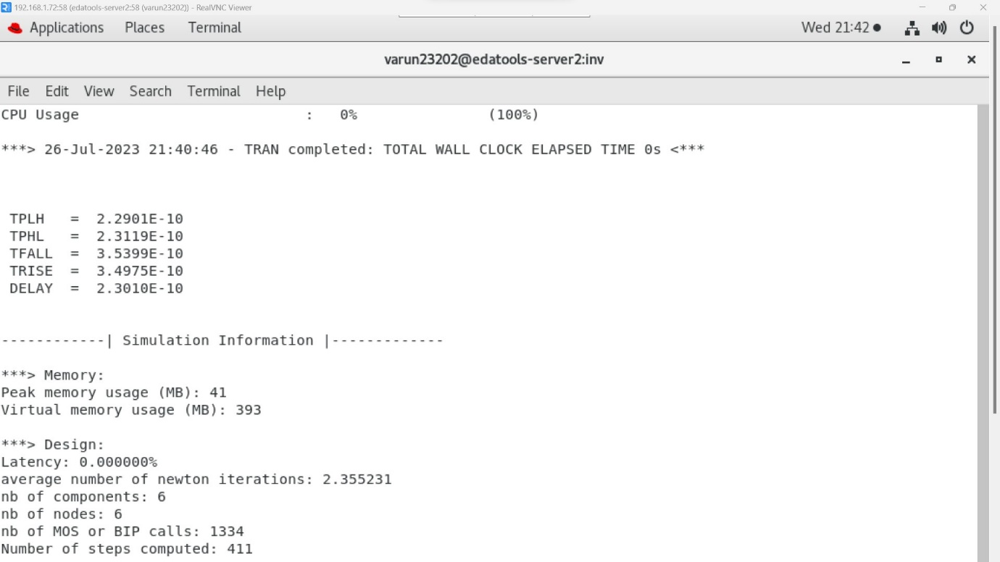 192.168.1.72:58 (edatools-server2:58 (varun23202)) - RealVNC Viewer
Applications Places Terminal Wed 21:42
varun23202@edatools-server2:inv
File Edit View Search Terminal Help
CPU Usage : 0% (100%)
***> 26-Jul-2023 21:40:46 - TRAN completed: TOTAL WALL CLOCK ELAPSED TIME 0s <***
TPLH = 2.2901E-10
TPHL = 2.3119E-10
TFALL = 3.5399E-10
TRISE = 3.4975E-10
DELAY = 2.3010E-10
------------| Simulation Information |-------------
***> Memory:
Peak memory usage (MB): 41
Virtual memory usage (MB): 393
***> Design:
Latency: 0.000000%
average number of newton iterations: 2.355231
nb of components: 6
nb of nodes: 6
nb of MOS or BIP calls: 1334
Number of steps computed: 411